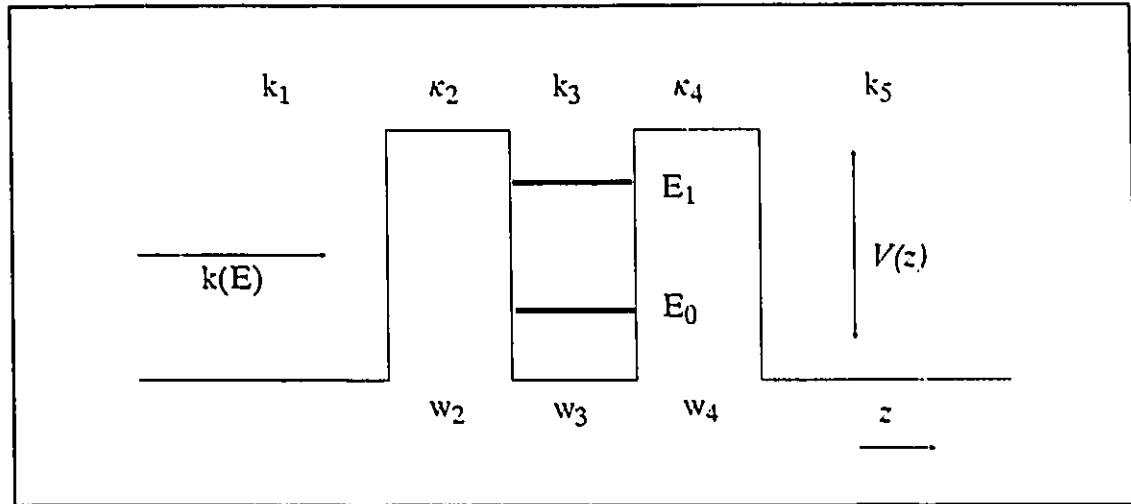 k₁ κ₂ k₃ κ₄ k₅
E₁
k(E)
V(z)
E₀
w₂ w₃ w₄ z